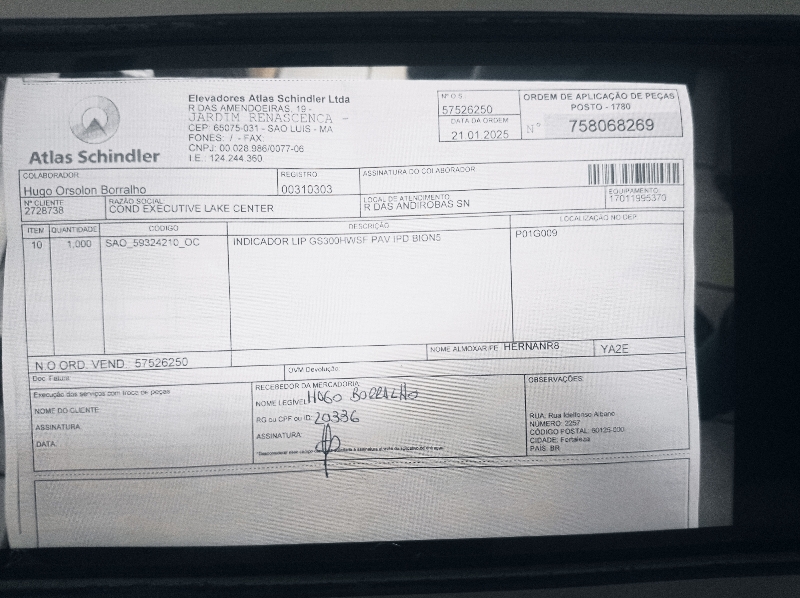 Elevadores Atlas Schindler Ltda
R DAS AMENDOEIRAS, 19 -
JARDIM RENASCENCA -
CEP: 65075-031 - SAO LUIS - MA
FONES: / - FAX:
CNPJ: 00.028.986/0077-06
I.E.: 124.244.360
Atlas Schindler
Nº O.S.
57526250
DATA DA ORDEM
21.01.2025
ORDEM DE APLICAÇÃO DE PEÇAS
POSTO - 1780
N° 758068269
COLABORADOR
Hugo Orsolon Borralho
REGISTRO
00310303
ASSINATURA DO COLABORADOR
Nº CLIENTE
2728738
RAZÃO SOCIAL
COND EXECUTIVE LAKE CENTER
LOCAL DE ATENDIMENTO
R DAS ANDIROBAS SN
EQUIPAMENTO
17011995370
ITEN QUANTIDADE CÓDIGO DESCRIÇÃO LOCALIZAÇÃO NO DEP.
10 1,000 SAO_59324210_OC INDICADOR LIP GS300HWSF PAV IPD BION5 P01G009
N O ORD. VEND 57526250
NOME ALMOXARIFE HERNANR8 YA2E
Doc Fatura
OVM Devolução
Execução dos serviços com troca de peças
NOME DO CLIENTE:
ASSINATURA:
DATA:
RECEBEDOR DA MERCADORIA
NOME LEGÍVEL: HUGO BORRALHO
RG ou CPF ou ID: 20336
ASSINATURA:
OBSERVAÇÕES:
RUA: Rua Idelfonso Albano
NÚMERO: 2257
CÓDIGO POSTAL: 60125-000
CIDADE: Fortaleza
PAÍS: BR